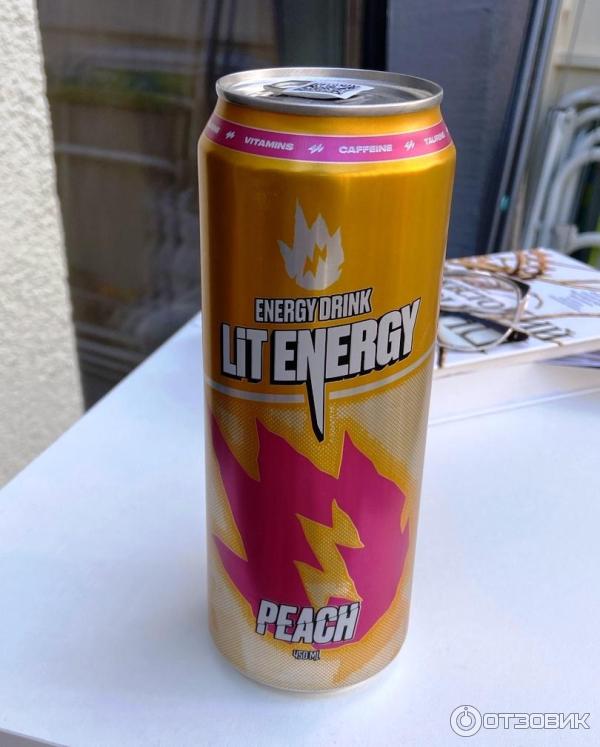 VITAMINS CAFFEINE
ENERGY DRINK
LIT ENERGY
PEACH
450 ML
ОТЗОВИК